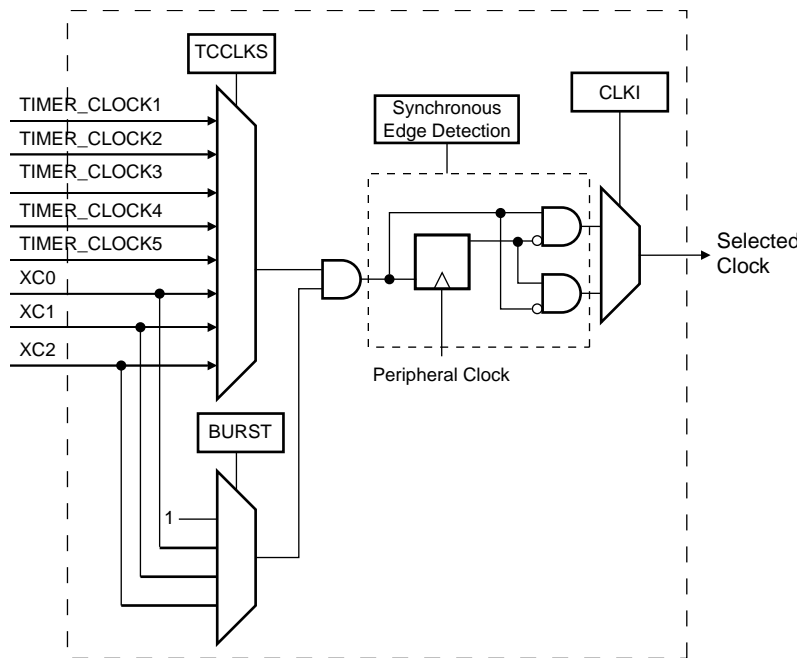 TCCLKS
TIMER_CLOCK1
TIMER_CLOCK2
TIMER_CLOCK3
TIMER_CLOCK4
TIMER_CLOCK5
XC0
XC1
XC2
Synchronous
Edge Detection
CLKI
Selected
Clock
Peripheral Clock
BURST
1